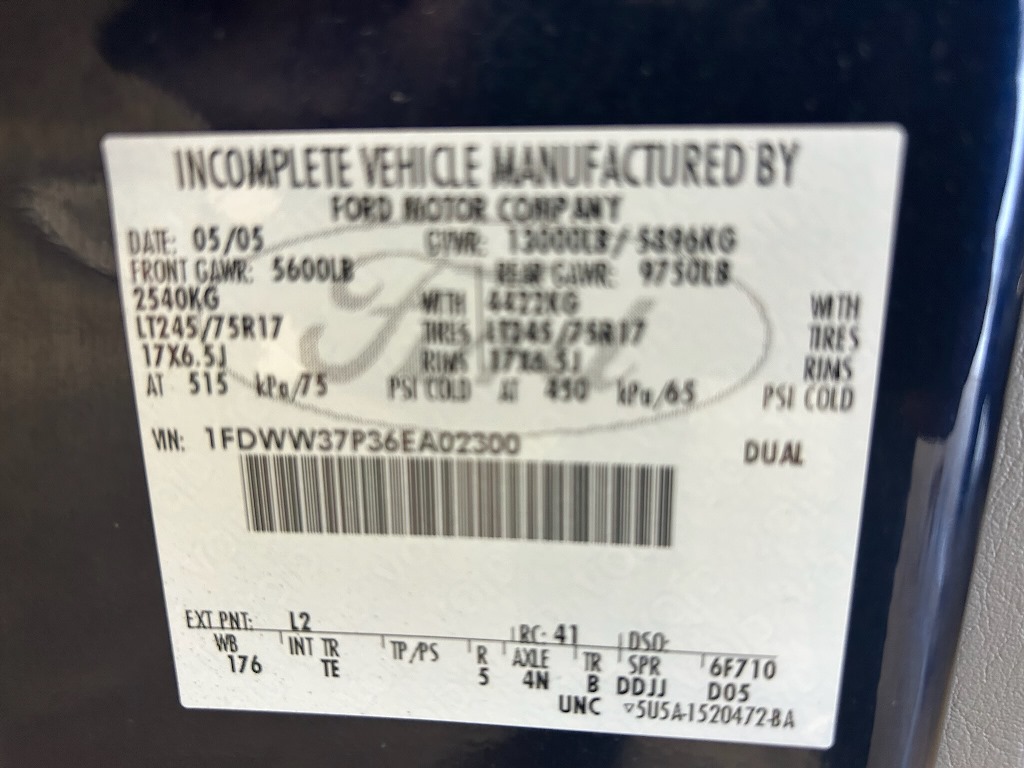 INCOMPLETE VEHICLE MANUFACTURED BY
FORD MOTOR COMPANY
DATE: 05/05 GVWR: 13000LB / 5896KG
FRONT GAWR: 5600LB REAR GAWR: 9750LB
2540KG WITH 4422KG WITH
LT245/75R17 TIRES LT245/75R17 TIRES
17X6.5J RIMS 17X6.5J RIMS
AT 515 kPa/75 PSI COLD AT 450 kPa/65 PSI COLD
VIN: 1FDWW37P36EA02300 DUAL
EXT PNT: L2 RC: 41 DSO:
WB INT TR TP/PS R AXLE TR SPR 6F710
176 TE 5 4N B DDJJ D05
UNC ▽5U5A-1520472-BA